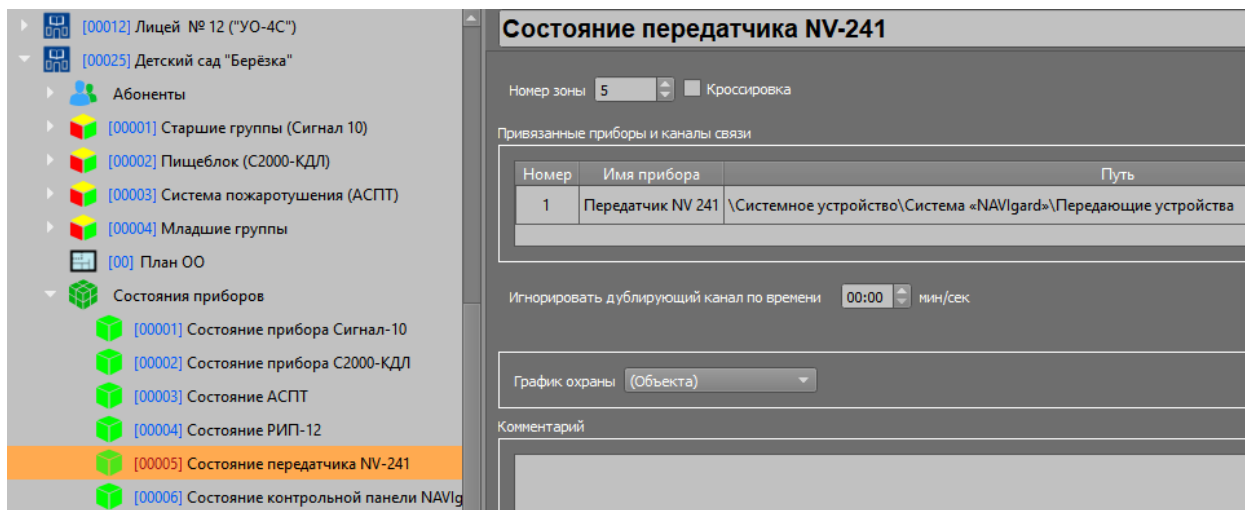 [00012] Лицей № 12 ("УО-4С")
[00025] Детский сад "Берёзка"
Абоненты
[00001] Старшие группы (Сигнал 10)
[00002] Пищеблок (С2000-КДЛ)
[00003] Система пожаротушения (АСПТ)
[00004] Младшие группы
[00] План ОО
Состояния приборов
[00001] Состояние прибора Сигнал-10
[00002] Состояние прибора С2000-КДЛ
[00003] Состояние АСПТ
[00004] Состояние РИП-12
[00005] Состояние передатчика NV-241
[00006] Состояние контрольной панели NAVIg
Состояние передатчика NV-241
Номер зоны 5 Кроссировка
Привязанные приборы и каналы связи
Номер Имя прибора Путь
1 Передатчик NV 241 \Системное устройство\Система «NAVIgard»\Передающие устройства
Игнорировать дублирующий канал по времени 00:00 мин/сек
График охраны (Объекта)
Комментарий